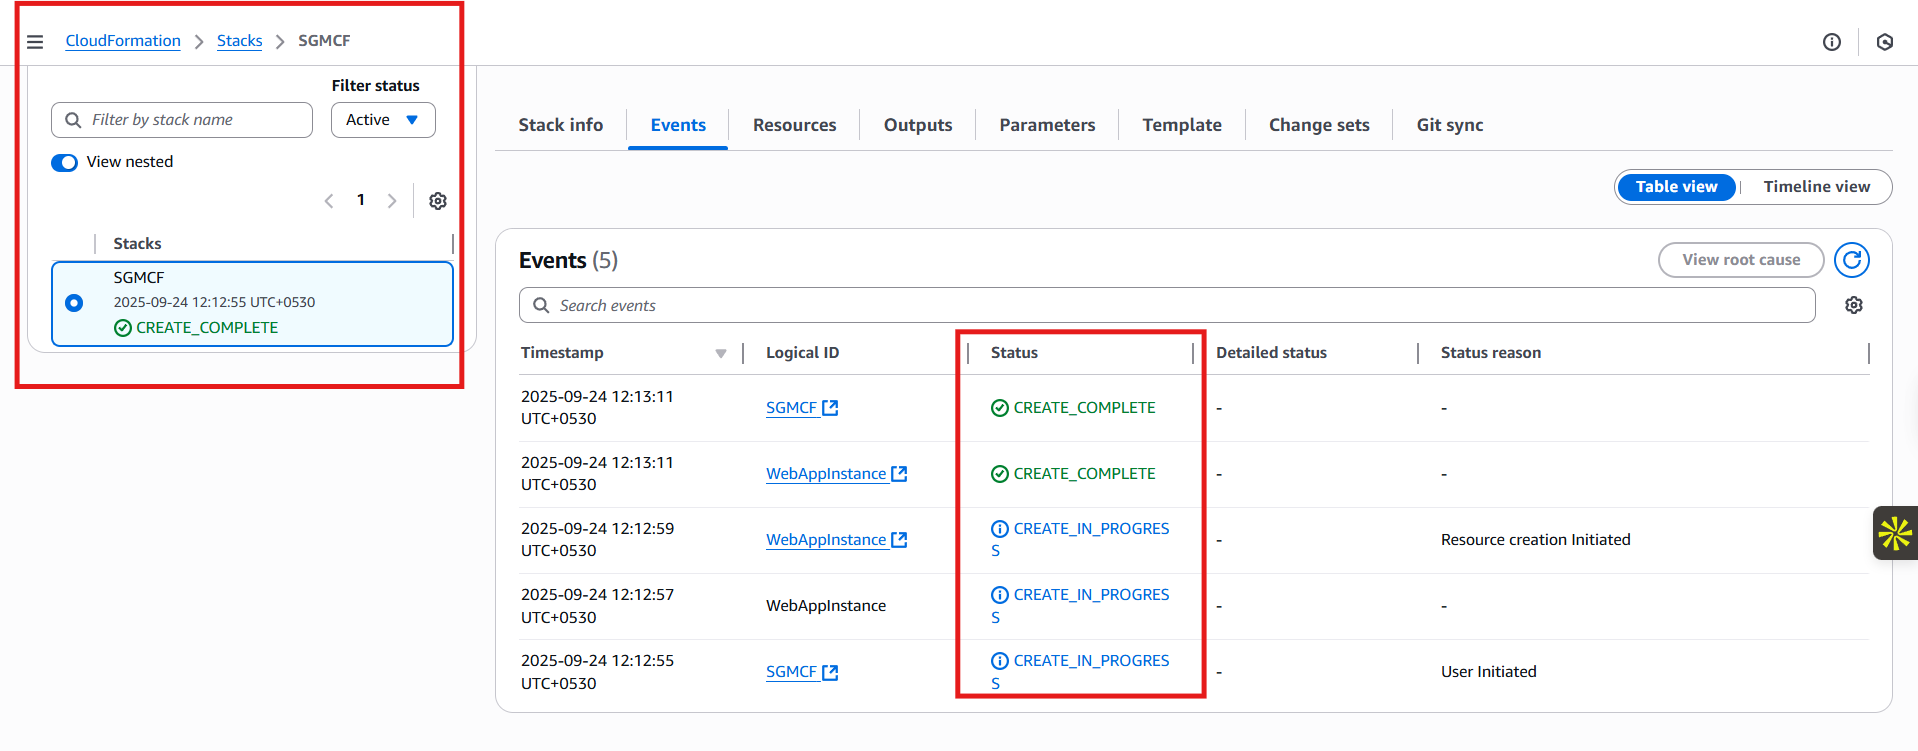 CloudFormation > Stacks > SGMCF
Filter status
Filter by stack name
Active
View nested
1
Stacks
SGMCF
2025-09-24 12:12:55 UTC+0530
CREATE_COMPLETE
Stack info
Events
Resources
Outputs
Parameters
Template
Change sets
Git sync
Table view
Timeline view
Events (5)
View root cause
Search events
Timestamp
Logical ID
Status
Detailed status
Status reason
2025-09-24 12:13:11
UTC+0530
SGMCF
CREATE_COMPLETE
-
-
2025-09-24 12:13:11
UTC+0530
WebAppInstance
CREATE_COMPLETE
-
-
2025-09-24 12:12:59
UTC+0530
WebAppInstance
CREATE_IN_PROGRES
S
-
Resource creation Initiated
2025-09-24 12:12:57
UTC+0530
WebAppInstance
CREATE_IN_PROGRES
S
-
-
2025-09-24 12:12:55
UTC+0530
SGMCF
CREATE_IN_PROGRES
S
-
User Initiated